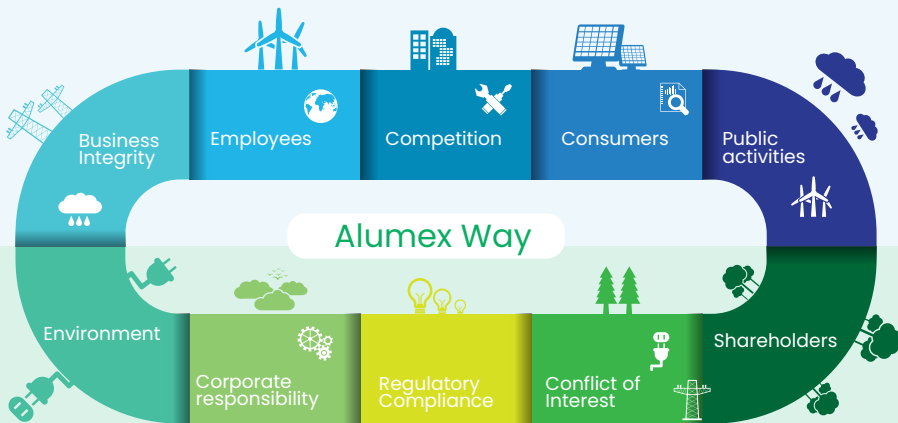 Business
Integrity
Employees
Competition
Consumers
Public
activities
Alumex Way
Environment
Corporate
responsibility
Regulatory
Compliance
Conflict of
Interest
Shareholders